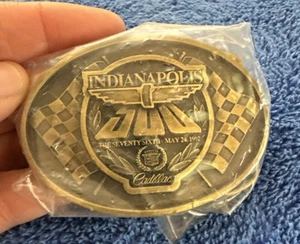 INDIANAPOLIS
500
THE SEVENTY SIXTH · MAY 24, 1992
Cadillac